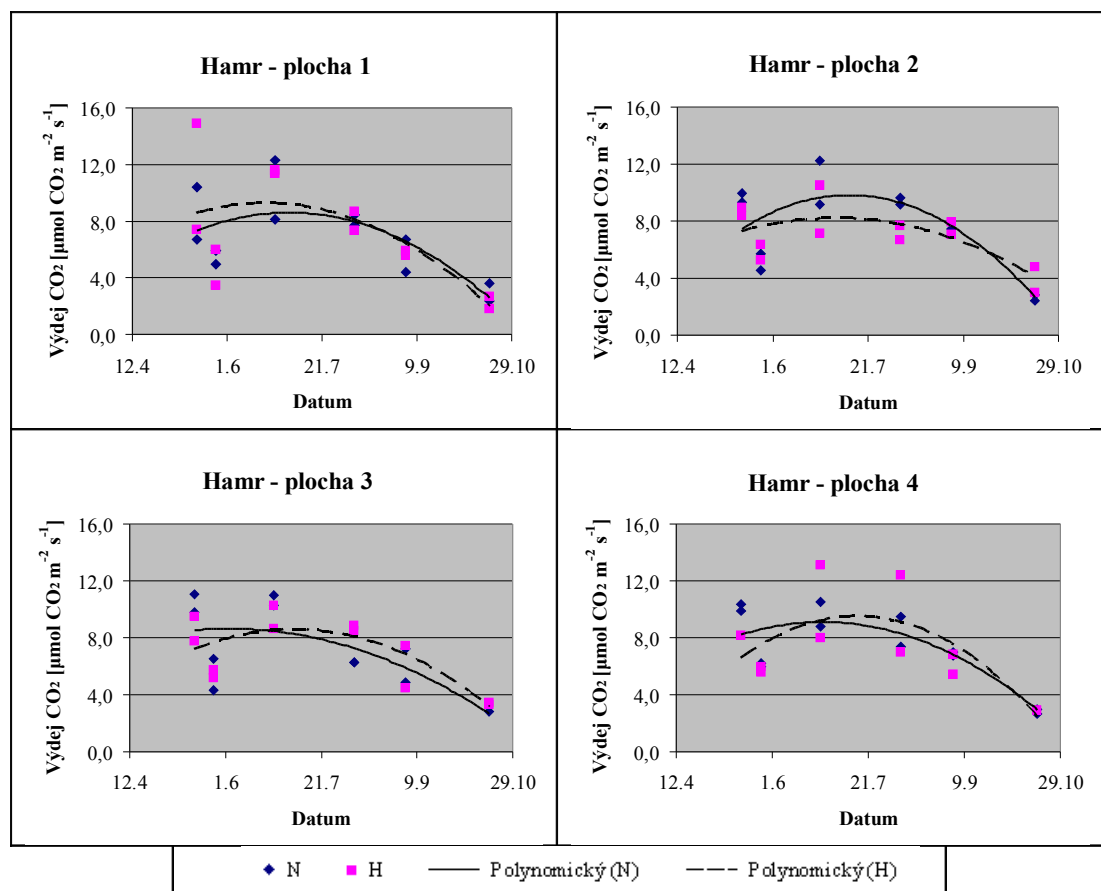 Hamr - plocha 1
Výdej CO₂ [µmol CO₂ m⁻² s⁻¹]
16,0
12,0
8,0
4,0
0,0
12.4 1.6 21.7 9.9 29.10
Datum
Hamr - plocha 2
Výdej CO₂ [µmol CO₂ m⁻² s⁻¹]
16,0
12,0
8,0
4,0
0,0
12.4 1.6 21.7 9.9 29.10
Datum
Hamr - plocha 3
Výdej CO₂ [µmol CO₂ m⁻² s⁻¹]
16,0
12,0
8,0
4,0
0,0
12.4 1.6 21.7 9.9 29.10
Datum
Hamr - plocha 4
Výdej CO₂ [µmol CO₂ m⁻² s⁻¹]
16,0
12,0
8,0
4,0
0,0
12.4 1.6 21.7 9.9 29.10
Datum
N H Polynomický (N) Polynomický (H)